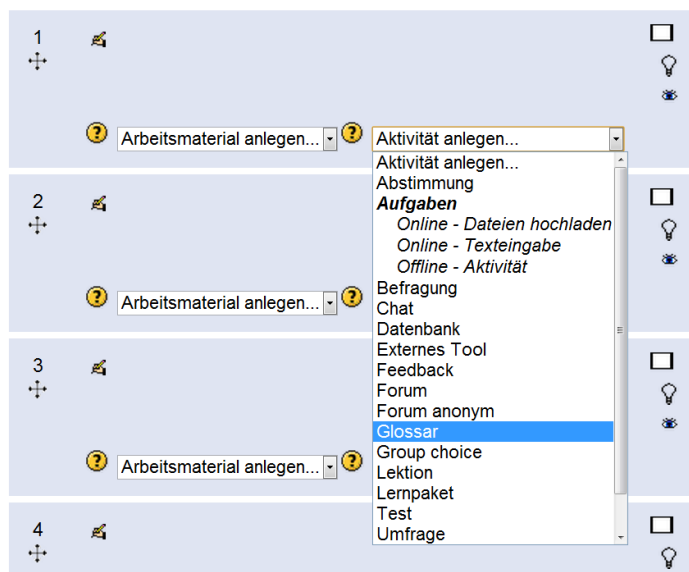 1
Arbeitsmaterial anlegen... Aktivität anlegen...
Aktivität anlegen...
Abstimmung
Aufgaben
Online - Dateien hochladen
Online - Texteingabe
Offline - Aktivität
Befragung
Chat
Datenbank
Externes Tool
Feedback
Forum
Forum anonym
Glossar
Group choice
Lektion
Lernpaket
Test
Umfrage
2
Arbeitsmaterial anlegen...
3
Arbeitsmaterial anlegen...
4